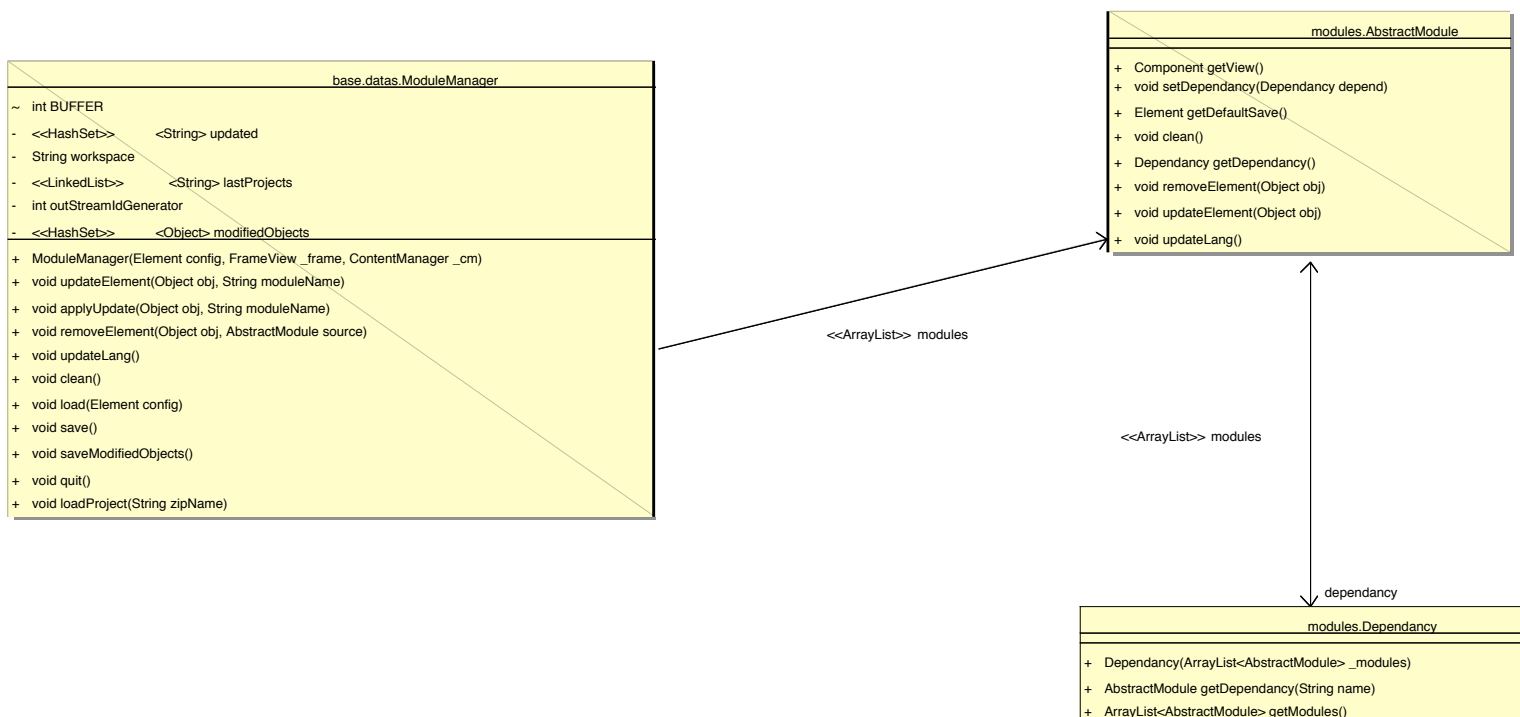 base.datas.ModuleManager
~ int BUFFER
- <<HashSet>> <String> updated
- String workspace
- <<LinkedList>> <String> lastProjects
- int outStreamIdGenerator
- <<HashSet>> <Object> modifiedObjects
+ ModuleManager(Element config, FrameView _frame, ContentManager _cm)
+ void updateElement(Object obj, String moduleName)
+ void applyUpdate(Object obj, String moduleName)
+ void removeElement(Object obj, AbstractModule source)
+ void updateLang()
+ void clean()
+ void load(Element config)
+ void save()
+ void saveModifiedObjects()
+ void quit()
+ void loadProject(String zipName)
<<ArrayList>> modules
modules.AbstractModule
+ Component getView()
+ void setDependancy(Dependancy depend)
+ Element getDefaultSave()
+ void clean()
+ Dependancy getDependancy()
+ void removeElement(Object obj)
+ void updateElement(Object obj)
+ void updateLang()
<<ArrayList>> modules
dependancy
modules.Dependancy
+ Dependancy(ArrayList<AbstractModule> _modules)
+ AbstractModule getDependancy(String name)
+ ArrayList<AbstractModule> getModules()